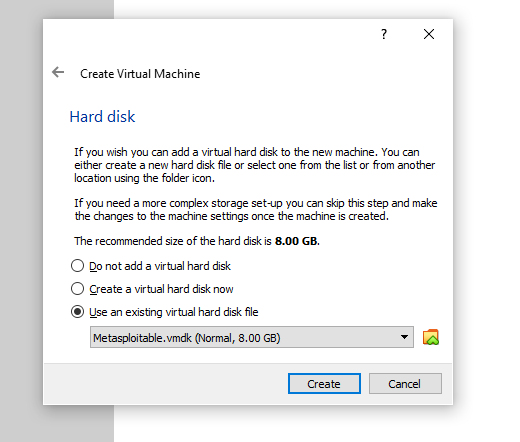 ?
Create Virtual Machine
Hard disk
If you wish you can add a virtual hard disk to the new machine. You can
either create a new hard disk file or select one from the list or from another
location using the folder icon.
If you need a more complex storage set-up you can skip this step and make
the changes to the machine settings once the machine is created.
The recommended size of the hard disk is 8.00 GB.
Do not add a virtual hard disk
Create a virtual hard disk now
Use an existing virtual hard disk file
Metasploitable.vmdk (Normal, 8.00 GB)
Create Cancel